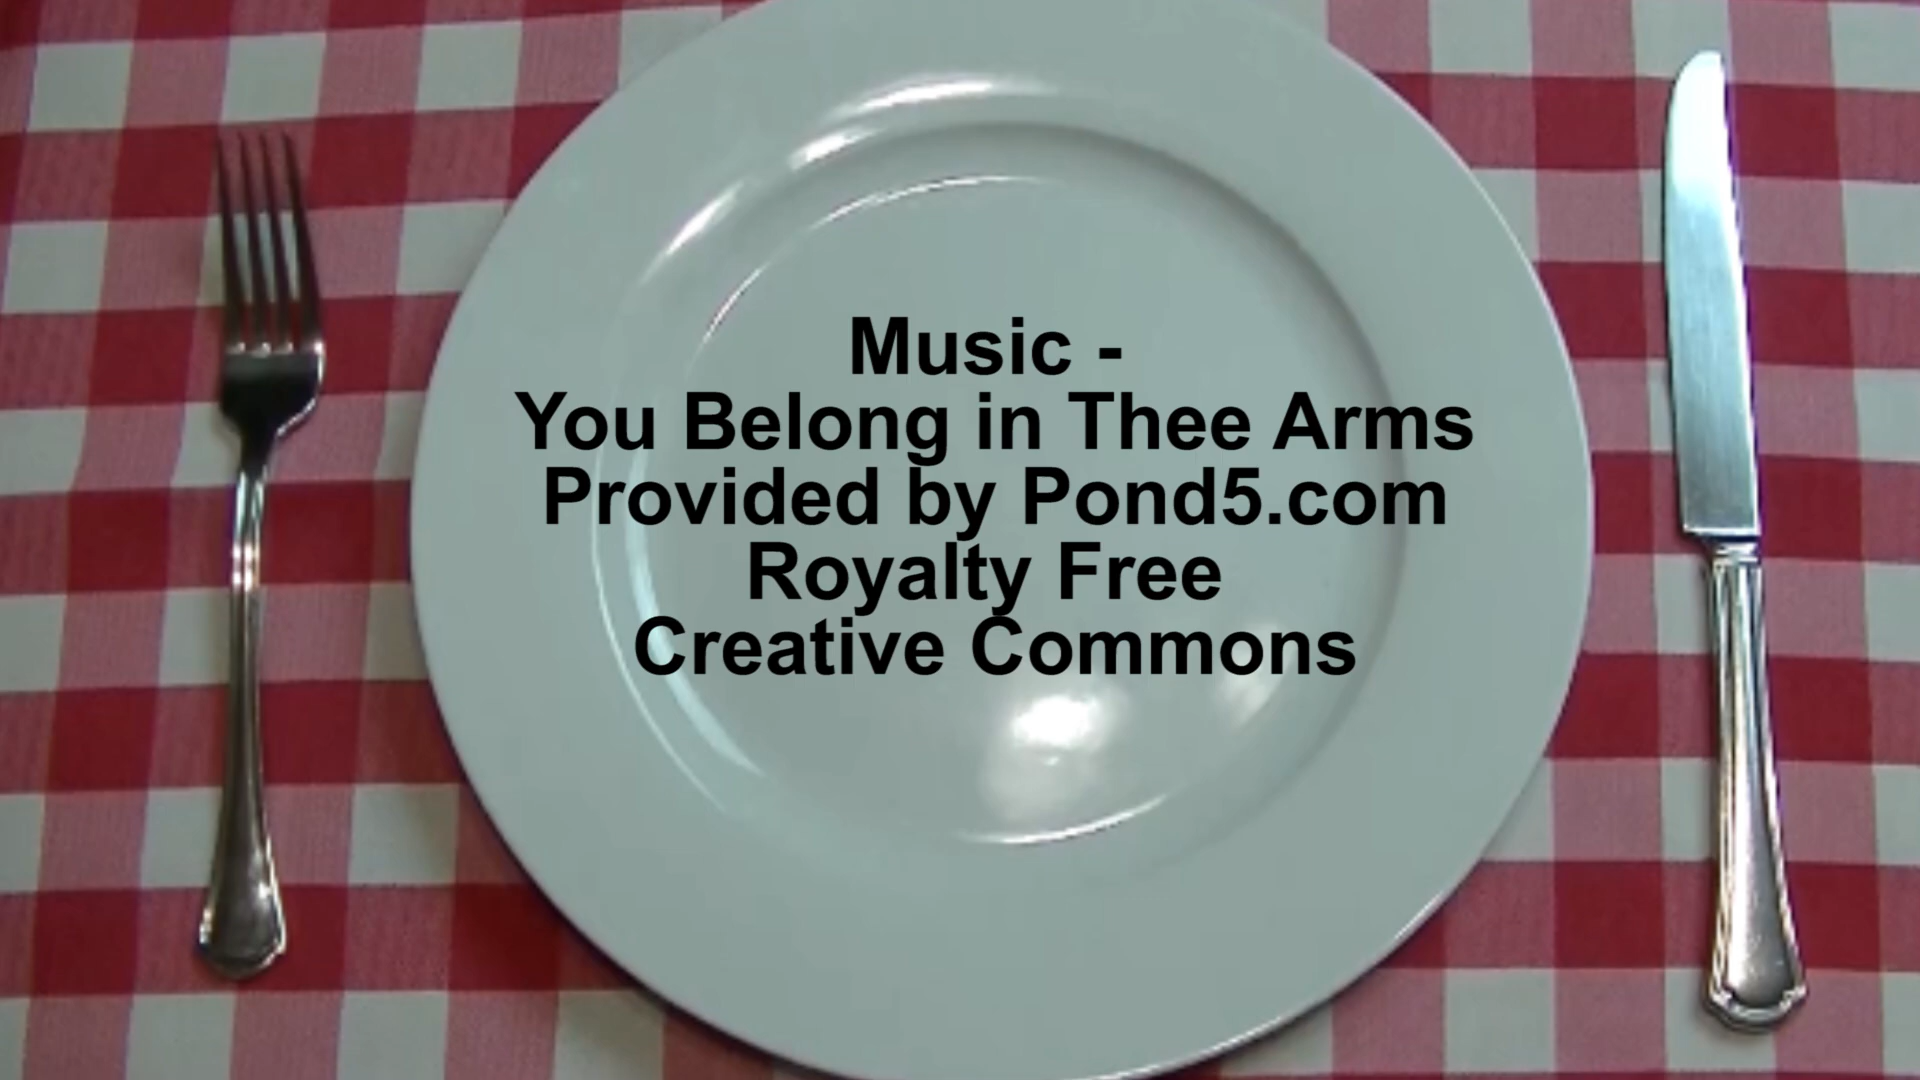 Music -
You Belong in Thee Arms
Provided by Pond5.com
Royalty Free
Creative Commons